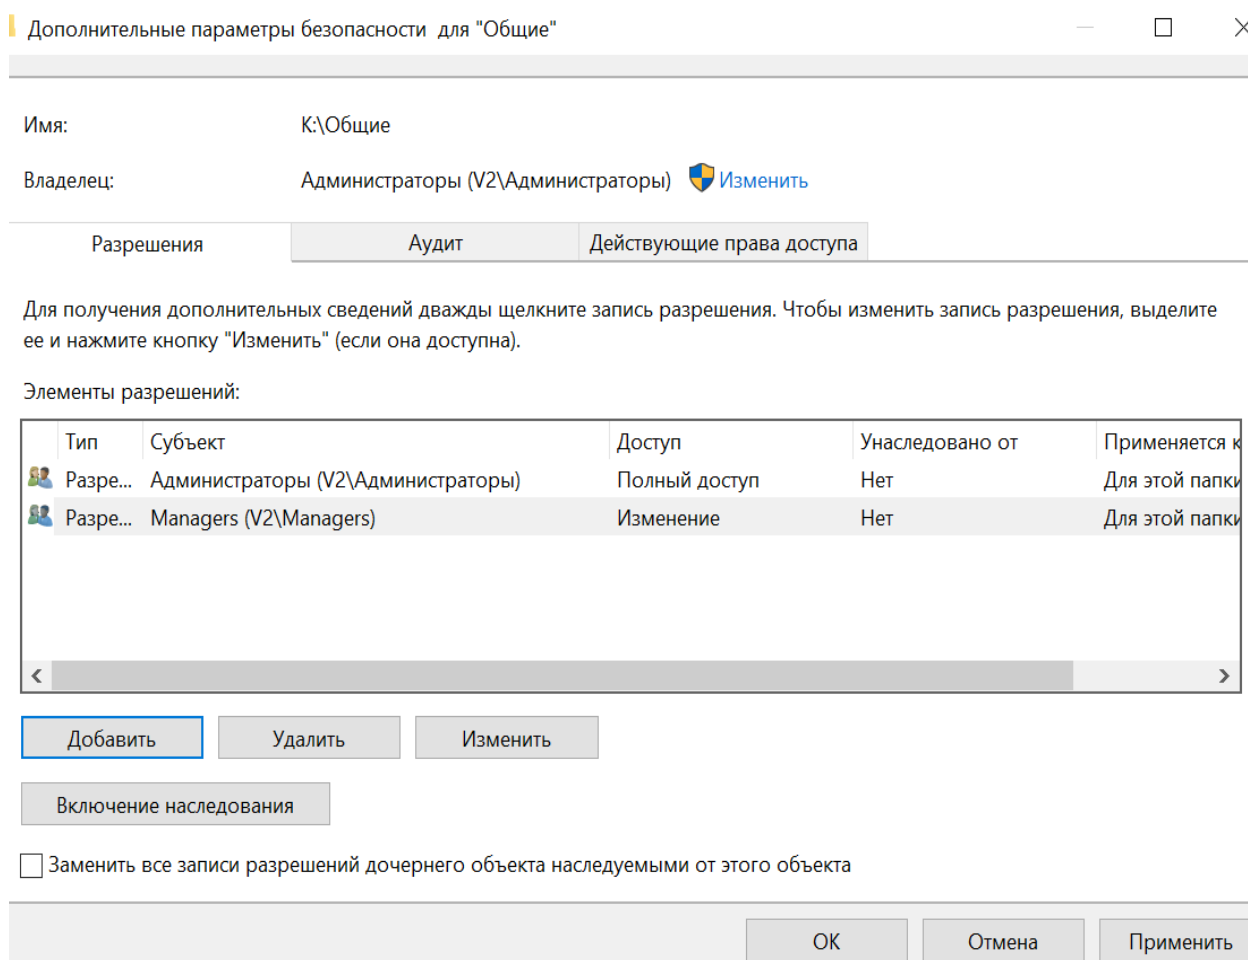 Дополнительные параметры безопасности для "Общие"
Имя: K:\Общие
Владелец: Администраторы (V2\Администраторы) Изменить
Разрешения Аудит Действующие права доступа
Для получения дополнительных сведений дважды щелкните запись разрешения. Чтобы изменить запись разрешения, выделите
ее и нажмите кнопку "Изменить" (если она доступна).
Элементы разрешений:
Тип Субъект Доступ Унаследовано от Применяется к
Разре... Администраторы (V2\Администраторы) Полный доступ Нет Для этой папки
Разре... Managers (V2\Managers) Изменение Нет Для этой папки
Добавить Удалить Изменить
Включение наследования
Заменить все записи разрешений дочернего объекта наследуемыми от этого объекта
ОК Отмена Применить